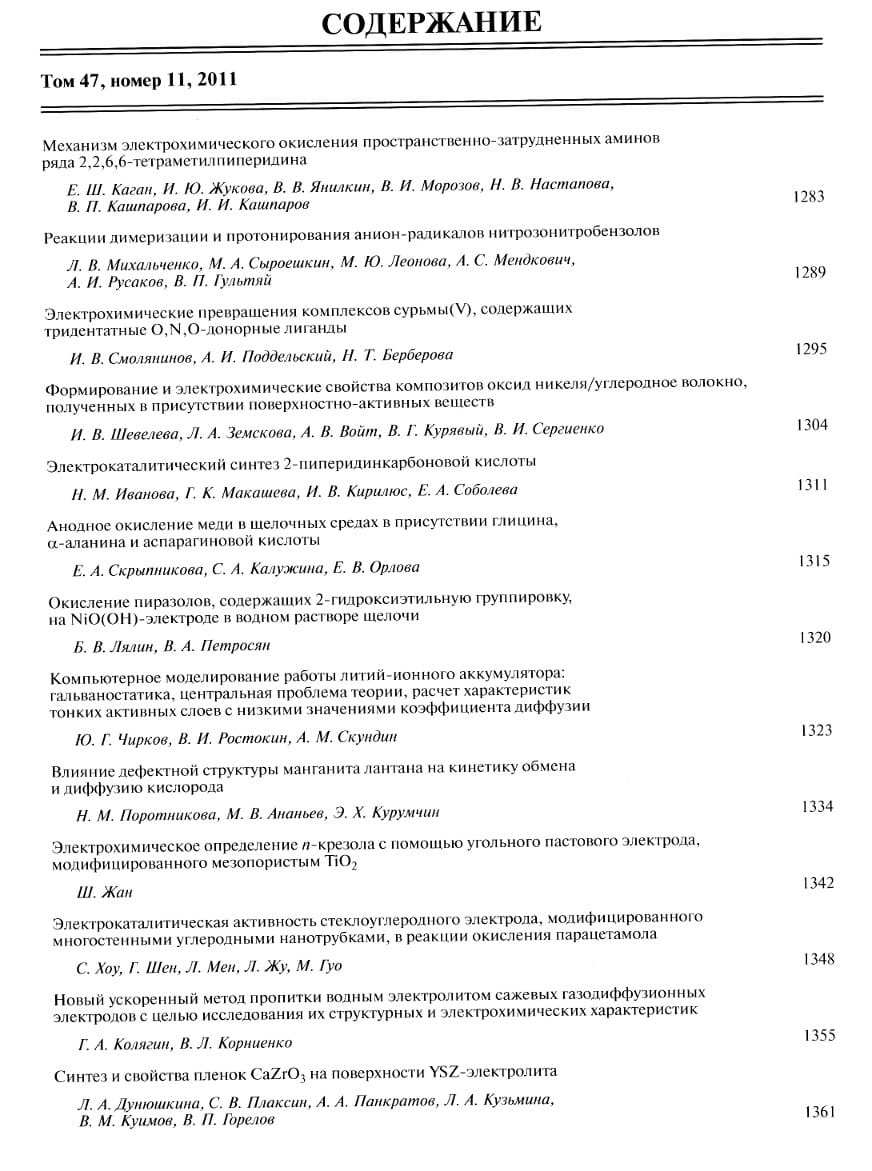 СОДЕРЖАНИЕ
Том 47, номер 11, 2011
Механизм электрохимического окисления пространственно-затрудненных аминов
ряда 2,2,6,6-тетраметилпиперидина
Е. Ш. Каган, И. Ю. Жукова, В. В. Янилкин, В. И. Морозов, Н. В. Настапова,
В. П. Кашпарова, И. И. Кашпаров 1283
Реакции димеризации и протонирования анион-радикалов нитрозонитробензолов
Л. В. Михальченко, М. А. Сыроешкин, М. Ю. Леонова, А. С. Мендкович,
А. И. Русаков, В. П. Гультяй 1289
Электрохимические превращения комплексов сурьмы(V), содержащих
тридентатные O,N,O-донорные лиганды
И. В. Смолянинов, А. И. Поддельский, Н. Т. Берберова 1295
Формирование и электрохимические свойства композитов оксид никеля/углеродное волокно,
полученных в присутствии поверхностно-активных веществ
И. В. Шевелева, Л. А. Земскова, А. В. Войт, В. Г. Курявый, В. И. Сергиенко 1304
Электрокаталитический синтез 2-пиперидинкарбоновой кислоты
Н. М. Иванова, Г. К. Макашева, И. В. Кирилюс, Е. А. Соболева 1311
Анодное окисление меди в щелочных средах в присутствии глицина,
α-аланина и аспарагиновой кислоты
Е. А. Скрыпникова, С. А. Калужина, Е. В. Орлова 1315
Окисление пиразолов, содержащих 2-гидроксиэтильную группировку,
на NiO(OH)-электроде в водном растворе щелочи
Б. В. Лялин, В. А. Петросян 1320
Компьютерное моделирование работы литий-ионного аккумулятора:
гальваностатика, центральная проблема теории, расчет характеристик
тонких активных слоев с низкими значениями коэффициента диффузии
Ю. Г. Чирков, В. И. Ростокин, А. М. Скундин 1323
Влияние дефектной структуры манганита лантана на кинетику обмена
и диффузию кислорода
Н. М. Поротникова, М. В. Ананьев, Э. Х. Курумчин 1334
Электрохимическое определение п-крезола с помощью угольного пастового электрода,
модифицированного мезопористым TiO₂
Ш. Жан 1342
Электрокаталитическая активность стеклоуглеродного электрода, модифицированного
многостенными углеродными нанотрубками, в реакции окисления парацетамола
С. Хоу, Г. Шен, Л. Мен, Л. Жу, М. Гуо 1348
Новый ускоренный метод пропитки водным электролитом сажевых газодиффузионных
электродов с целью исследования их структурных и электрохимических характеристик
Г. А. Колягин, В. Л. Корниенко 1355
Синтез и свойства пленок CaZrO₃ на поверхности YSZ-электролита
Л. А. Дунюшкина, С. В. Плаксин, А. А. Панкратов, Л. А. Кузьмина,
В. М. Куимов, В. П. Горелов 1361